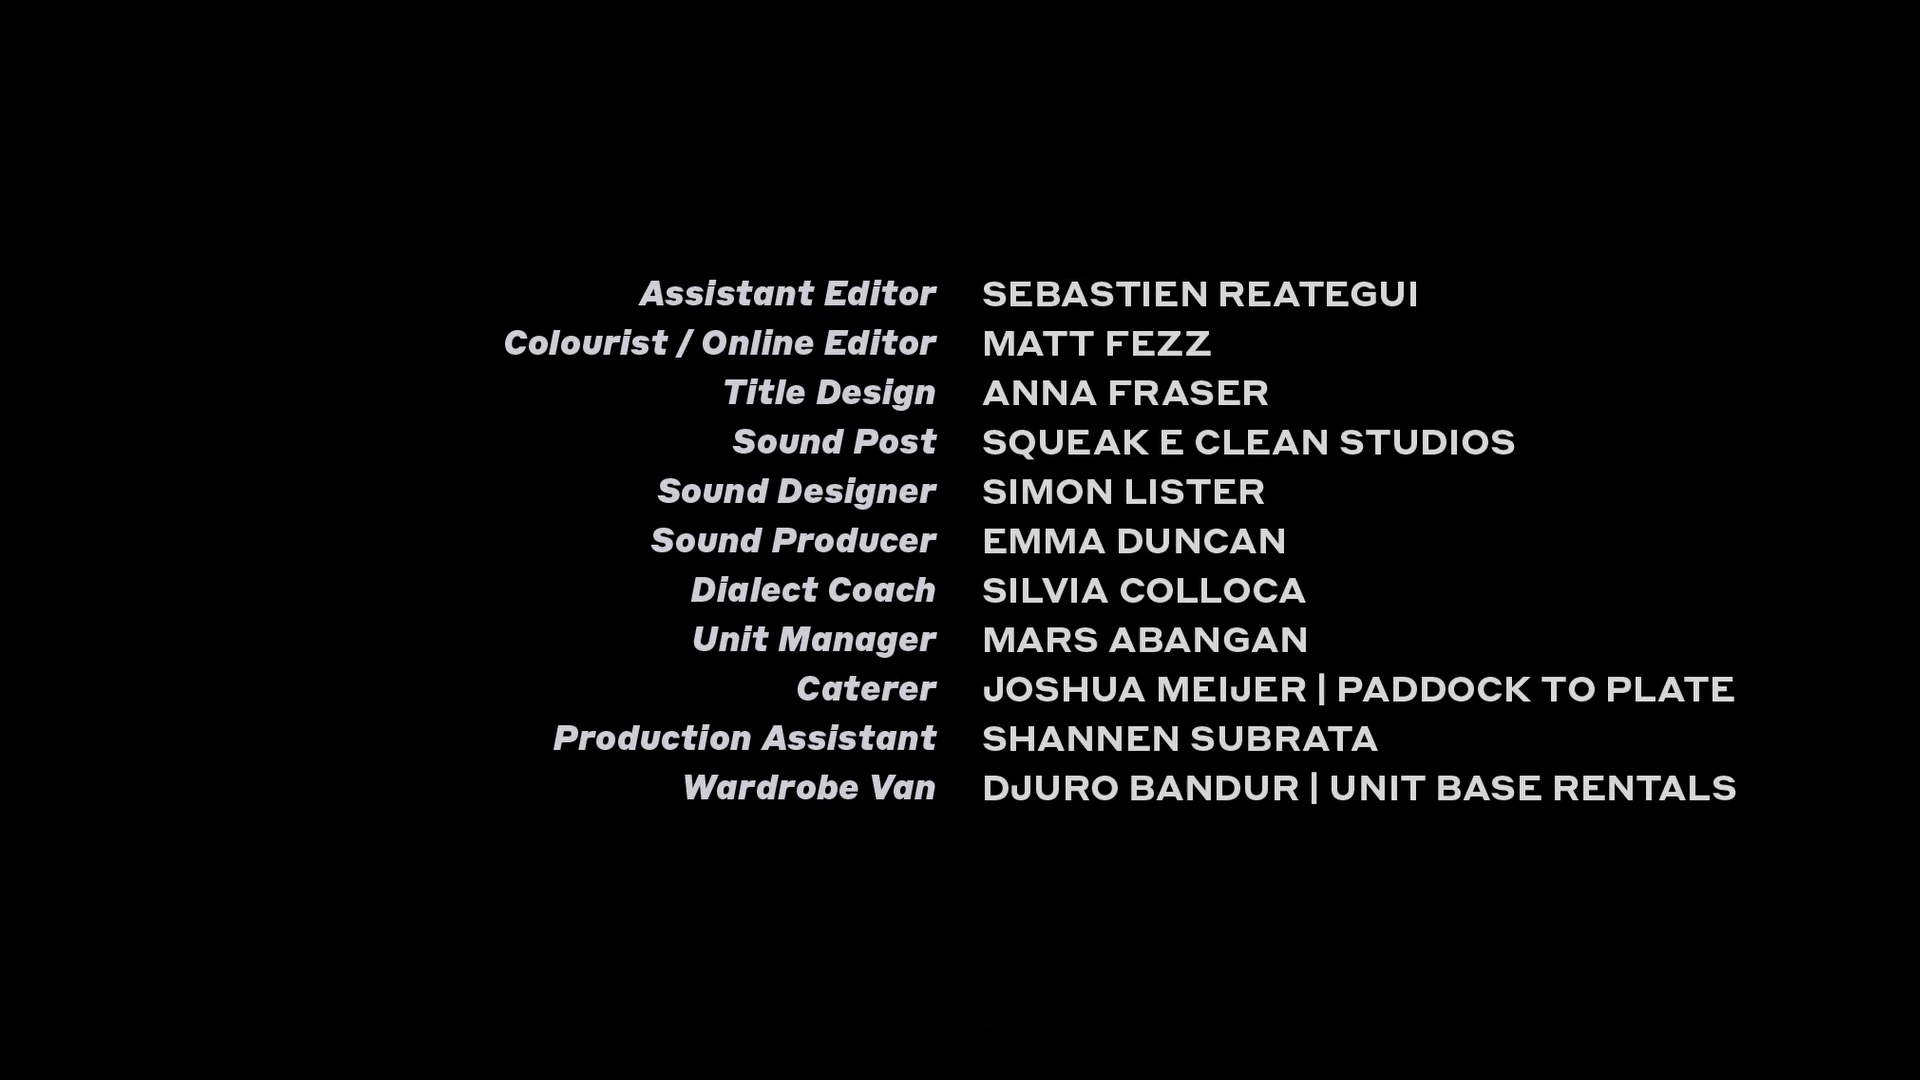 Assistant Editor SEBASTIEN REATEGUI
Colourist / Online Editor MATT FEZZ
Title Design ANNA FRASER
Sound Post SQUEAK E CLEAN STUDIOS
Sound Designer SIMON LISTER
Sound Producer EMMA DUNCAN
Dialect Coach SILVIA COLLOCA
Unit Manager MARS ABANGAN
Caterer JOSHUA MEIJER | PADDOCK TO PLATE
Production Assistant SHANNEN SUBRATA
Wardrobe Van DJURO BANDUR | UNIT BASE RENTALS